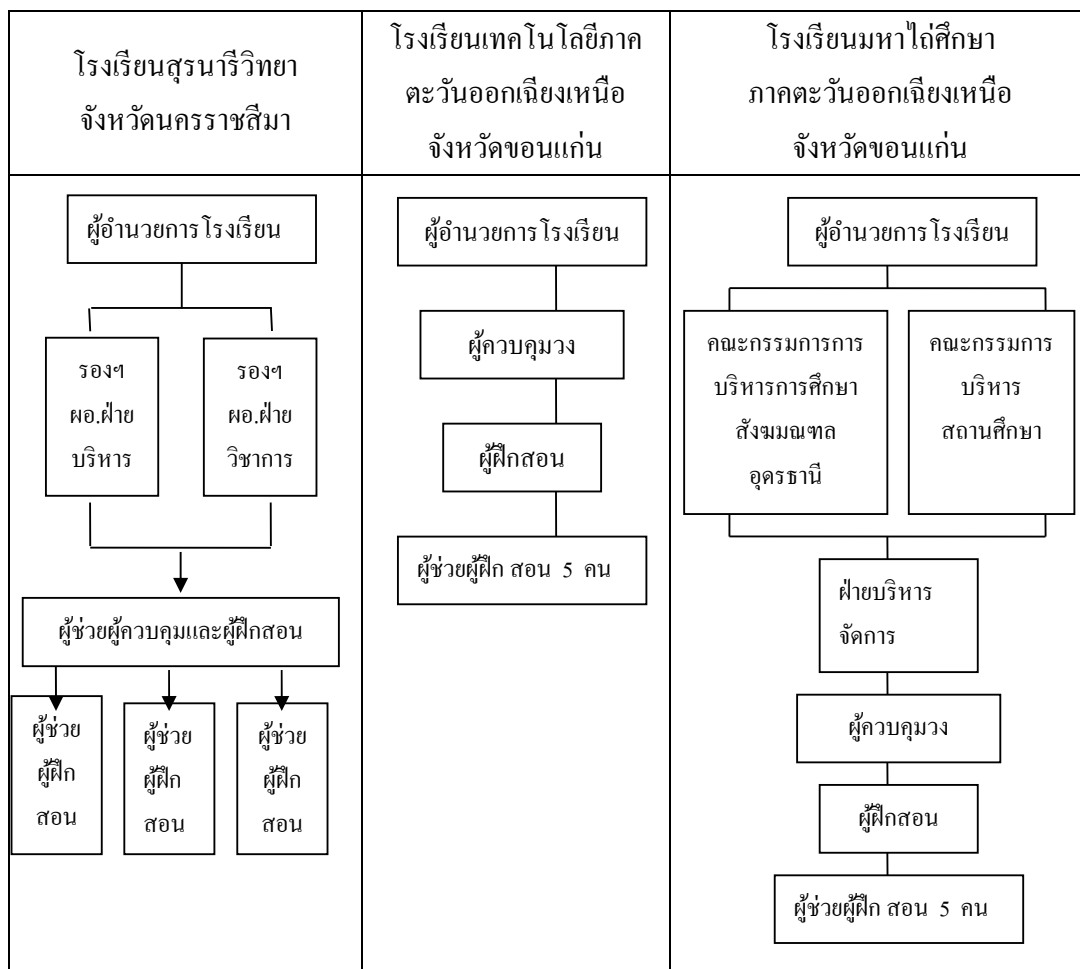 โรงเรียนสุรนารีวิทยา
จังหวัดนครราชสีมา
โรงเรียนเทคโนโลยีภาค
ตะวันออกเฉียงเหนือ
จังหวัดขอนแก่น
โรงเรียนมหาไถ่ศึกษา
ภาคตะวันออกเฉียงเหนือ
จังหวัดขอนแก่น
ผู้อำนวยการโรงเรียน
รองฯ
ผอ.ฝ่าย
บริหาร
รองฯ
ผอ.ฝ่าย
วิชาการ
ผู้ช่วยผู้ควบคุมและผู้ฝึกสอน
ผู้ช่วย
ผู้ฝึก
สอน
ผู้ช่วย
ผู้ฝึก
สอน
ผู้ช่วย
ผู้ฝึก
สอน
ผู้อำนวยการโรงเรียน
ผู้ควบคุมวง
ผู้ฝึกสอน
ผู้ช่วยผู้ฝึก สอน 5 คน
ผู้อำนวยการโรงเรียน
คณะกรรมการการ
บริหารการศึกษา
สังฆมณฑล
อุดรธานี
คณะกรรมการ
บริหาร
สถานศึกษา
ฝ่ายบริหาร
จัดการ
ผู้ควบคุมวง
ผู้ฝึกสอน
ผู้ช่วยผู้ฝึก สอน 5 คน